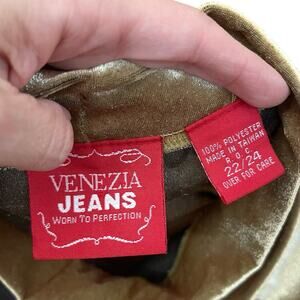 VENEZIA
JEANS
WORN TO PERFECTION
100% POLYESTER
MADE IN TAIWAN
R. O. C.
22/24
OVER FOR CARE